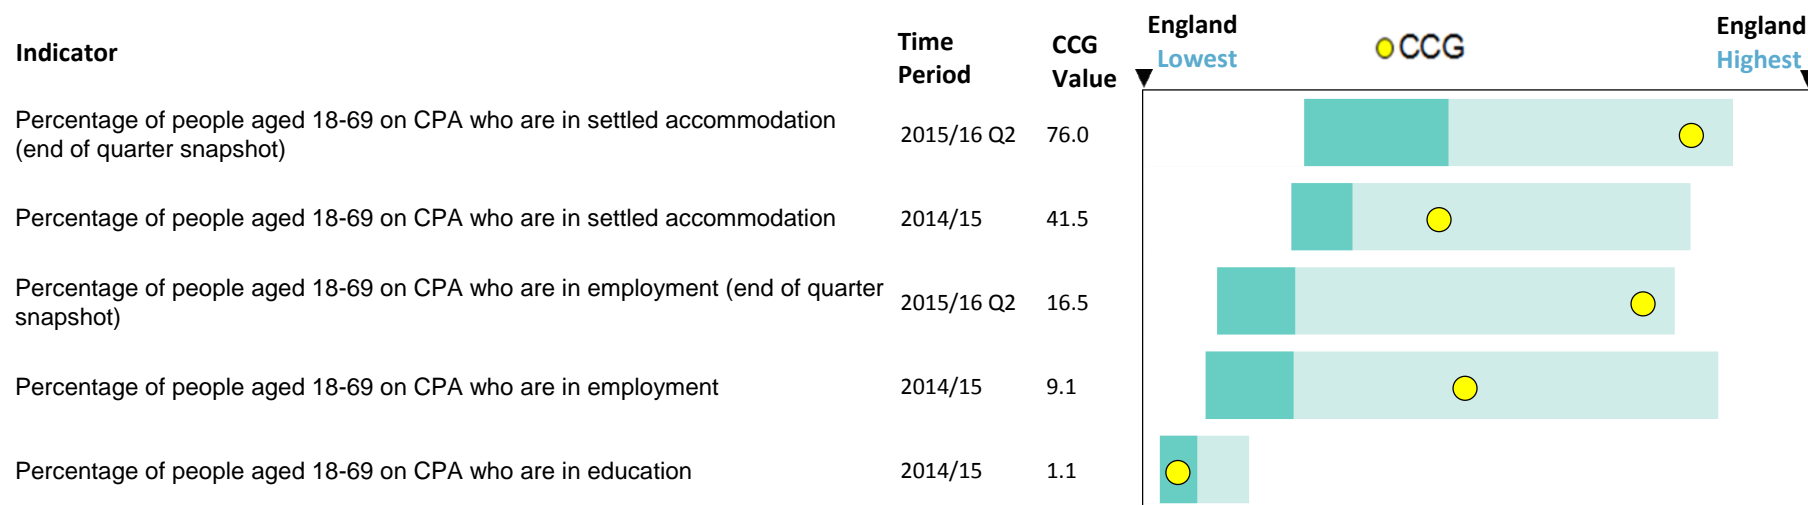 Indicator
Time
Period
CCG
Value
England
Lowest
CCG
England
Highest
Percentage of people aged 18-69 on CPA who are in settled accommodation
(end of quarter snapshot)
2015/16 Q2
76.0
Percentage of people aged 18-69 on CPA who are in settled accommodation
2014/15
41.5
Percentage of people aged 18-69 on CPA who are in employment (end of quarter
snapshot)
2015/16 Q2
16.5
Percentage of people aged 18-69 on CPA who are in employment
2014/15
9.1
Percentage of people aged 18-69 on CPA who are in education
2014/15
1.1